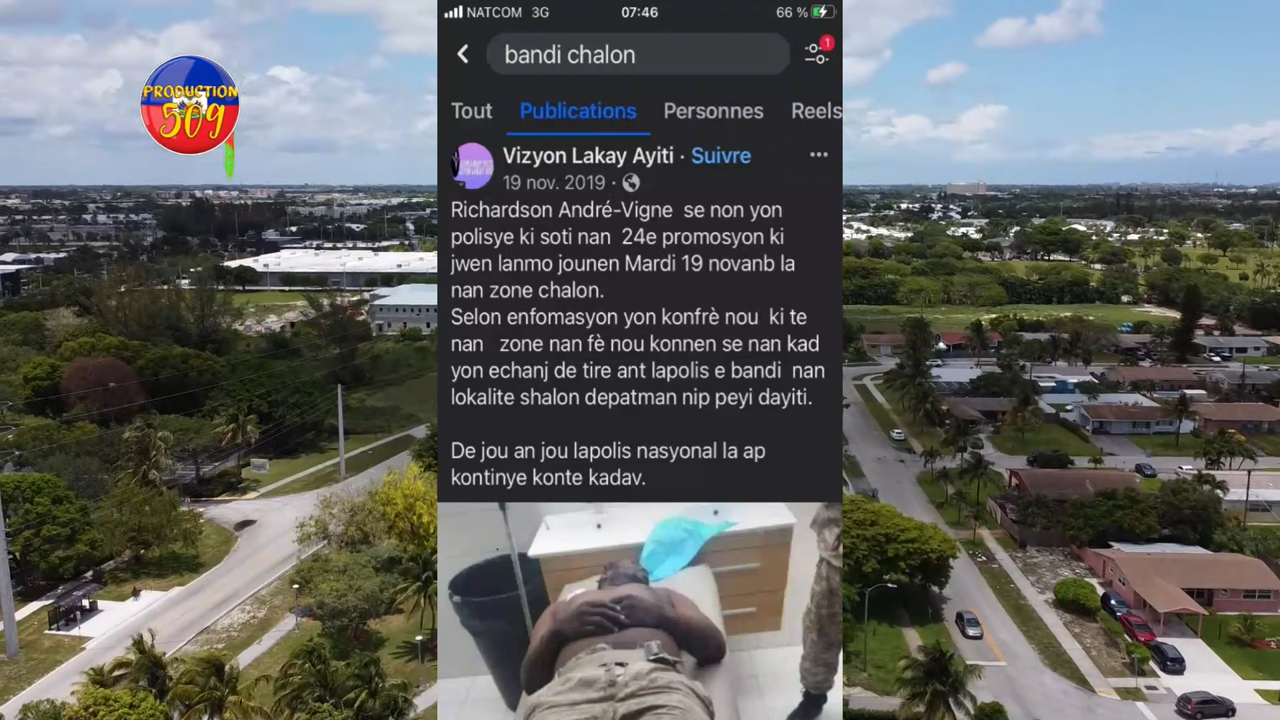 PRODUCTION
509
NATCOM 3G 07:46 66 %
bandi chalon
1
Tout Publications Personnes Reels
Vizyon Lakay Ayiti · Suivre
19 nov. 2019 ·
Richardson André-Vigne se non yon
polisye ki soti nan 24e promosyon ki
jwen lanmo jounen Mardi 19 novanb la
nan zone chalon.
Selon enfomasyon yon konfrè nou ki te
nan zone nan fè nou konnen se nan kad
yon echanj de tire ant lapolis e bandi nan
lokalite shalon depatman nip peyi dayiti.
De jou an jou lapolis nasyonal la ap
kontinye konte kadav.